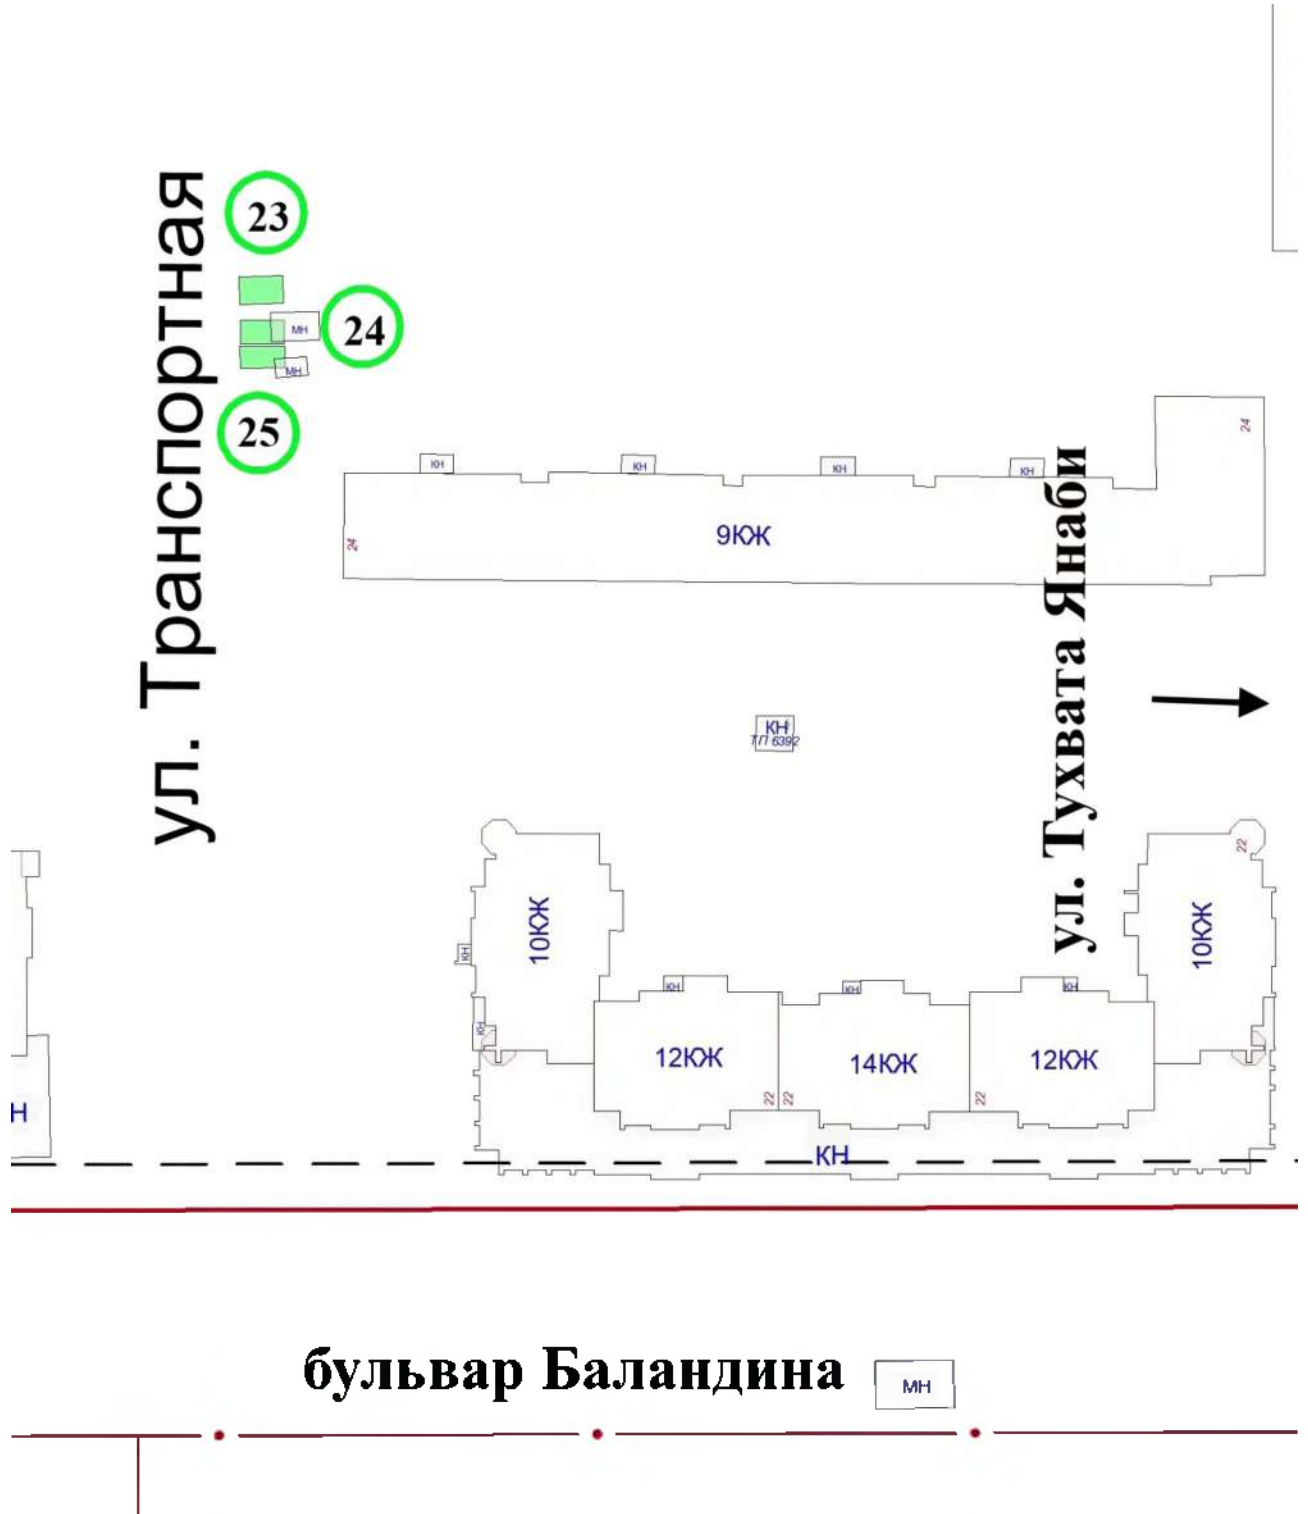 ул. Транспортная
23
МН
24
МН
25
24
КН
КН
КН
КН
9КЖ
24
ул. Тухвата Янаби
КН
ТП 6392
22
10КЖ
10КЖ
КН
КН
КН
КН
КН
12КЖ
14КЖ
12КЖ
22
22
22
Н
КН
бульвар Баландина
МН